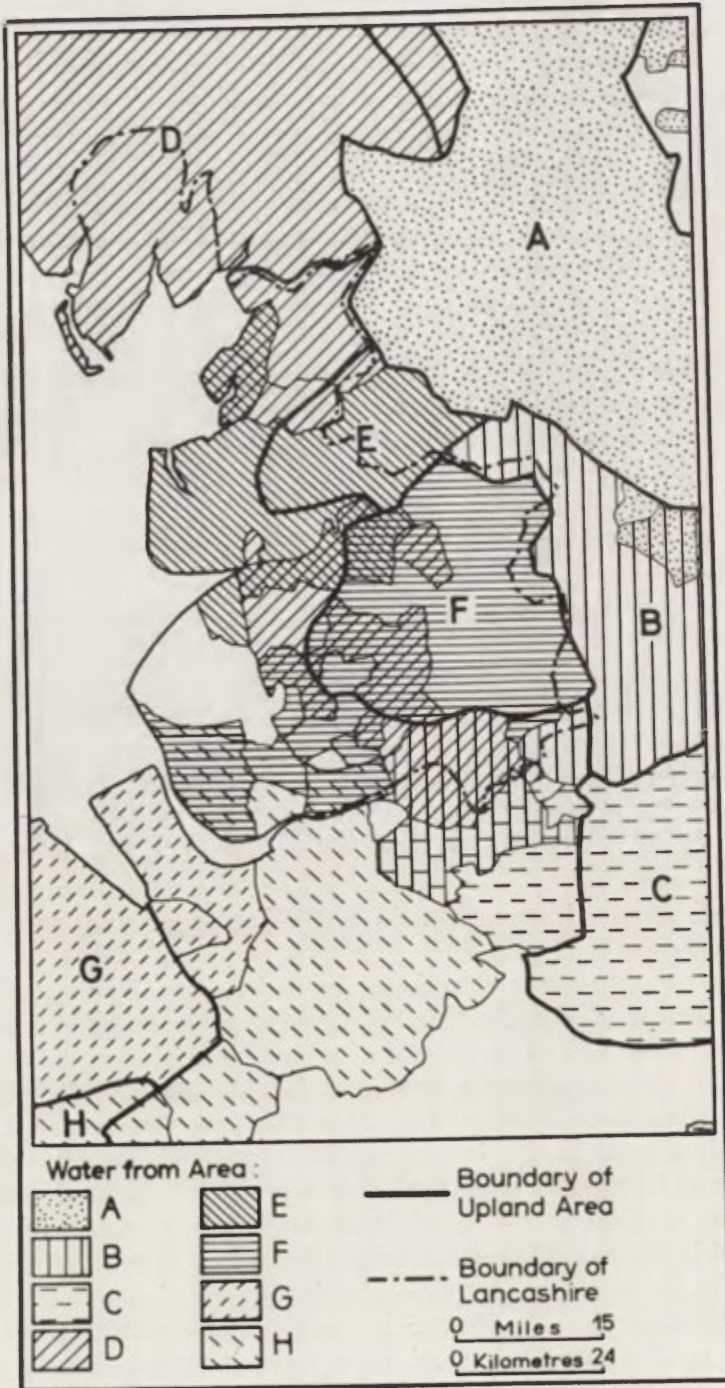 D
A
E
F
B
C
G
H
Water from Area :
A
B
C
D
E
F
G
H
Boundary of
Upland Area
Boundary of
Lancashire
0 Miles 15
0 Kilometres 24